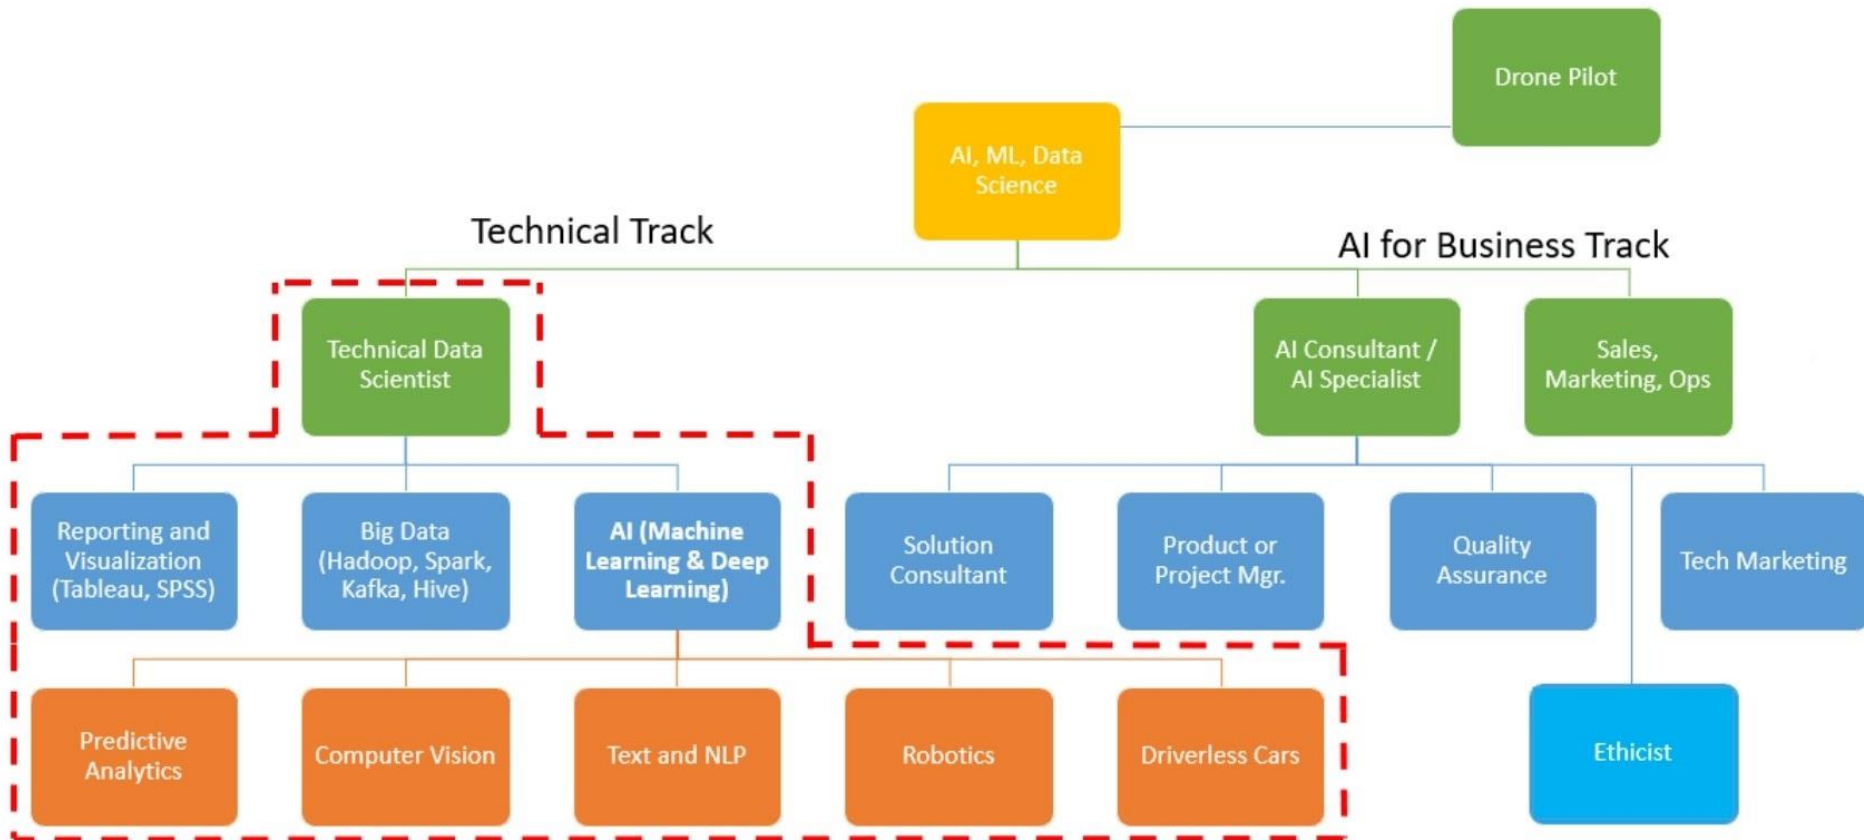 Drone Pilot
AI, ML, Data
Science
Technical Track
AI for Business Track
Technical Data
Scientist
AI Consultant /
AI Specialist
Sales,
Marketing, Ops
Reporting and
Visualization
(Tableau, SPSS)
Big Data
(Hadoop, Spark,
Kafka, Hive)
AI (Machine
Learning & Deep
Learning)
Solution
Consultant
Product or
Project Mgr.
Quality
Assurance
Tech Marketing
Predictive
Analytics
Computer Vision
Text and NLP
Robotics
Driverless Cars
Ethicist